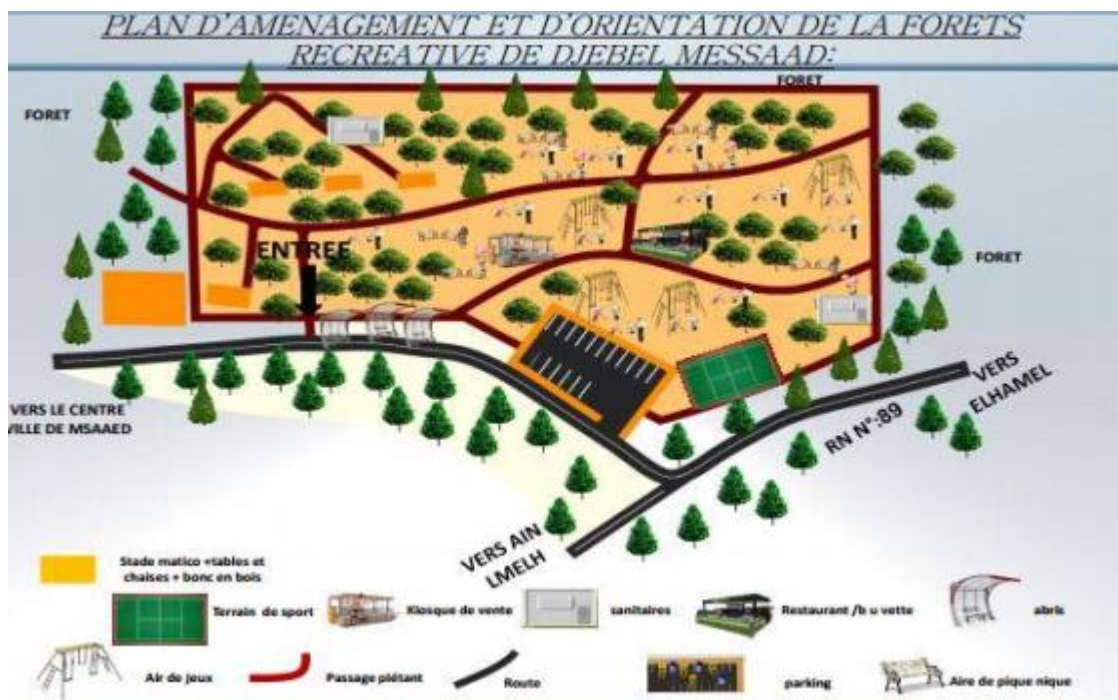 PLAN D'AMENAGEMENT ET D'ORIENTATION DE LA FORETS
RECREATIVE DE DJEBEL MESSAAD:
FORET
FORET
ENTREE
FORET
VERS LE CENTRE
VILLE DE MSAAED
VERS
ELHAMEL
RN N°:89
VERS AIN
LMELH
Stade matico +tables et
chaises + bonc en bois
Terrain de sport
Kiosque de vente
sanitaires
Restaurant /b u vette
abris
Air de jeux
Passage piétant
Route
parking
Aire de pique nique